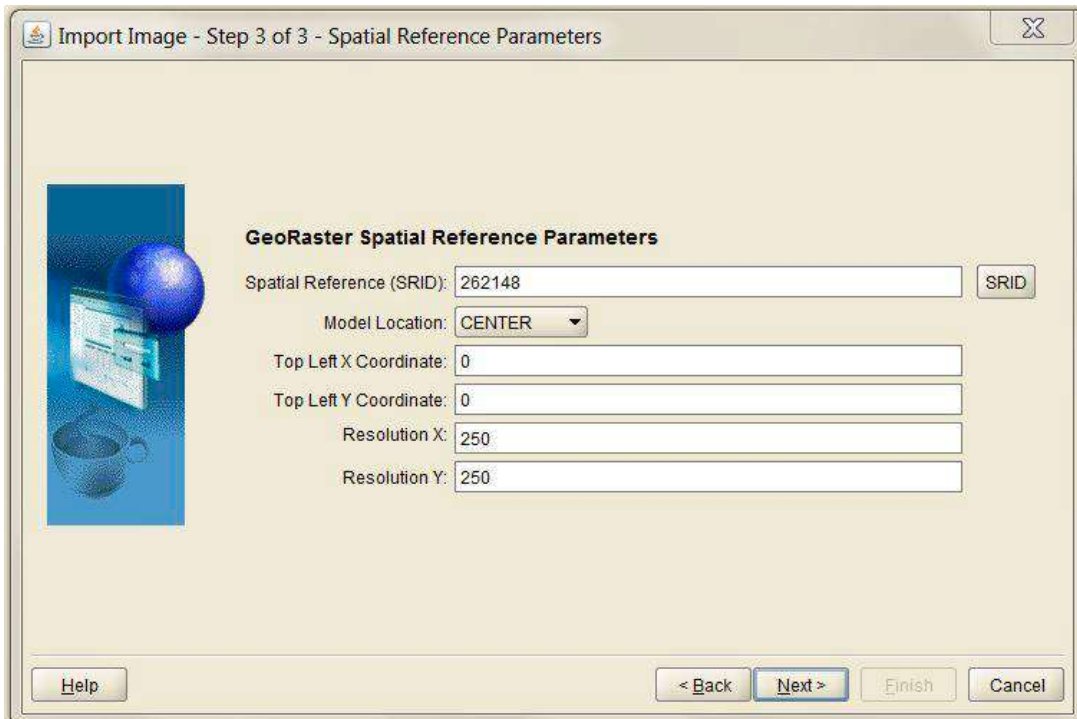 Import Image - Step 3 of 3 - Spatial Reference Parameters
GeoRaster Spatial Reference Parameters
Spatial Reference (SRID): 262148 SRID
Model Location: CENTER
Top Left X Coordinate: 0
Top Left Y Coordinate: 0
Resolution X: 250
Resolution Y: 250
Help < Back Next > Finish Cancel